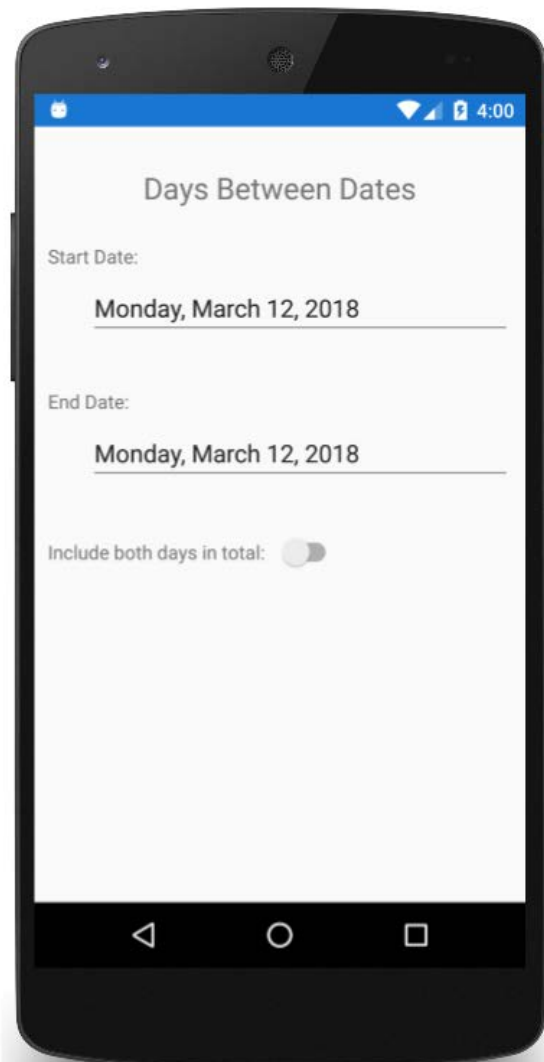 4:00
Days Between Dates
Start Date:
Monday, March 12, 2018
End Date:
Monday, March 12, 2018
Include both days in total: